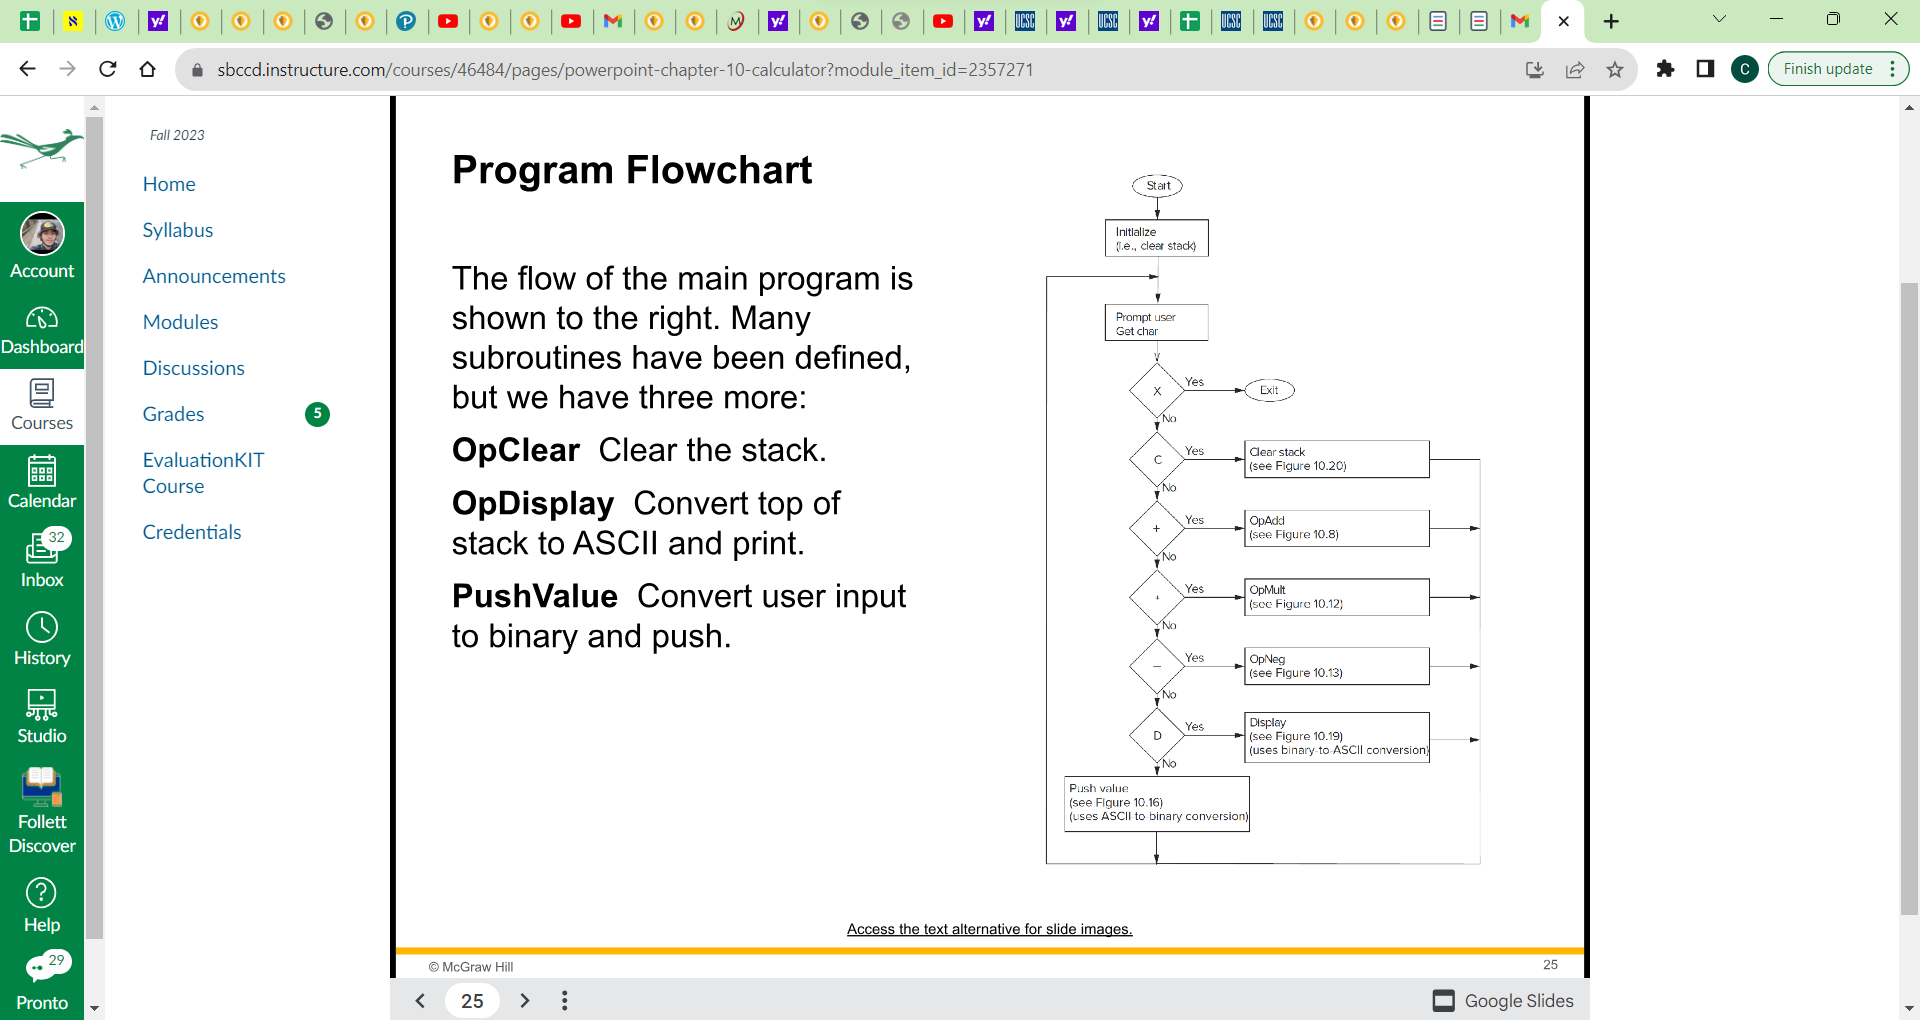 sbccd.instructure.com/courses/46484/pages/powerpoint-chapter-10-calculator?module_item_id=2357271
C
Finish update
Account
Dashboard
Courses
Calendar
32
Inbox
History
Studio
Follett
Discover
Help
29
Pronto
Fall 2023
Home
Syllabus
Announcements
Modules
Discussions
Grades
5
EvaluationKIT
Course
Credentials
Program Flowchart
The flow of the main program is
shown to the right. Many
subroutines have been defined,
but we have three more:
OpClear Clear the stack.
OpDisplay Convert top of
stack to ASCII and print.
PushValue Convert user input
to binary and push.
Start
Initialize
(i.e., clear stack)
Prompt user
Get char
X
Yes
Exit
No
C
Yes
Clear stack
(see Figure 10.20)
No
+
Yes
OpAdd
(see Figure 10.8)
No
Yes
OpMult
(see Figure 10.12)
No
−
Yes
OpNeg
(see Figure 10.13)
No
D
Yes
Display
(see Figure 10.19)
(uses binary-to-ASCII conversion)
No
Push value
(see Figure 10.16)
(uses ASCII-to-binary conversion)
Access the text alternative for slide images.
© McGraw Hill
25
25
Google Slides